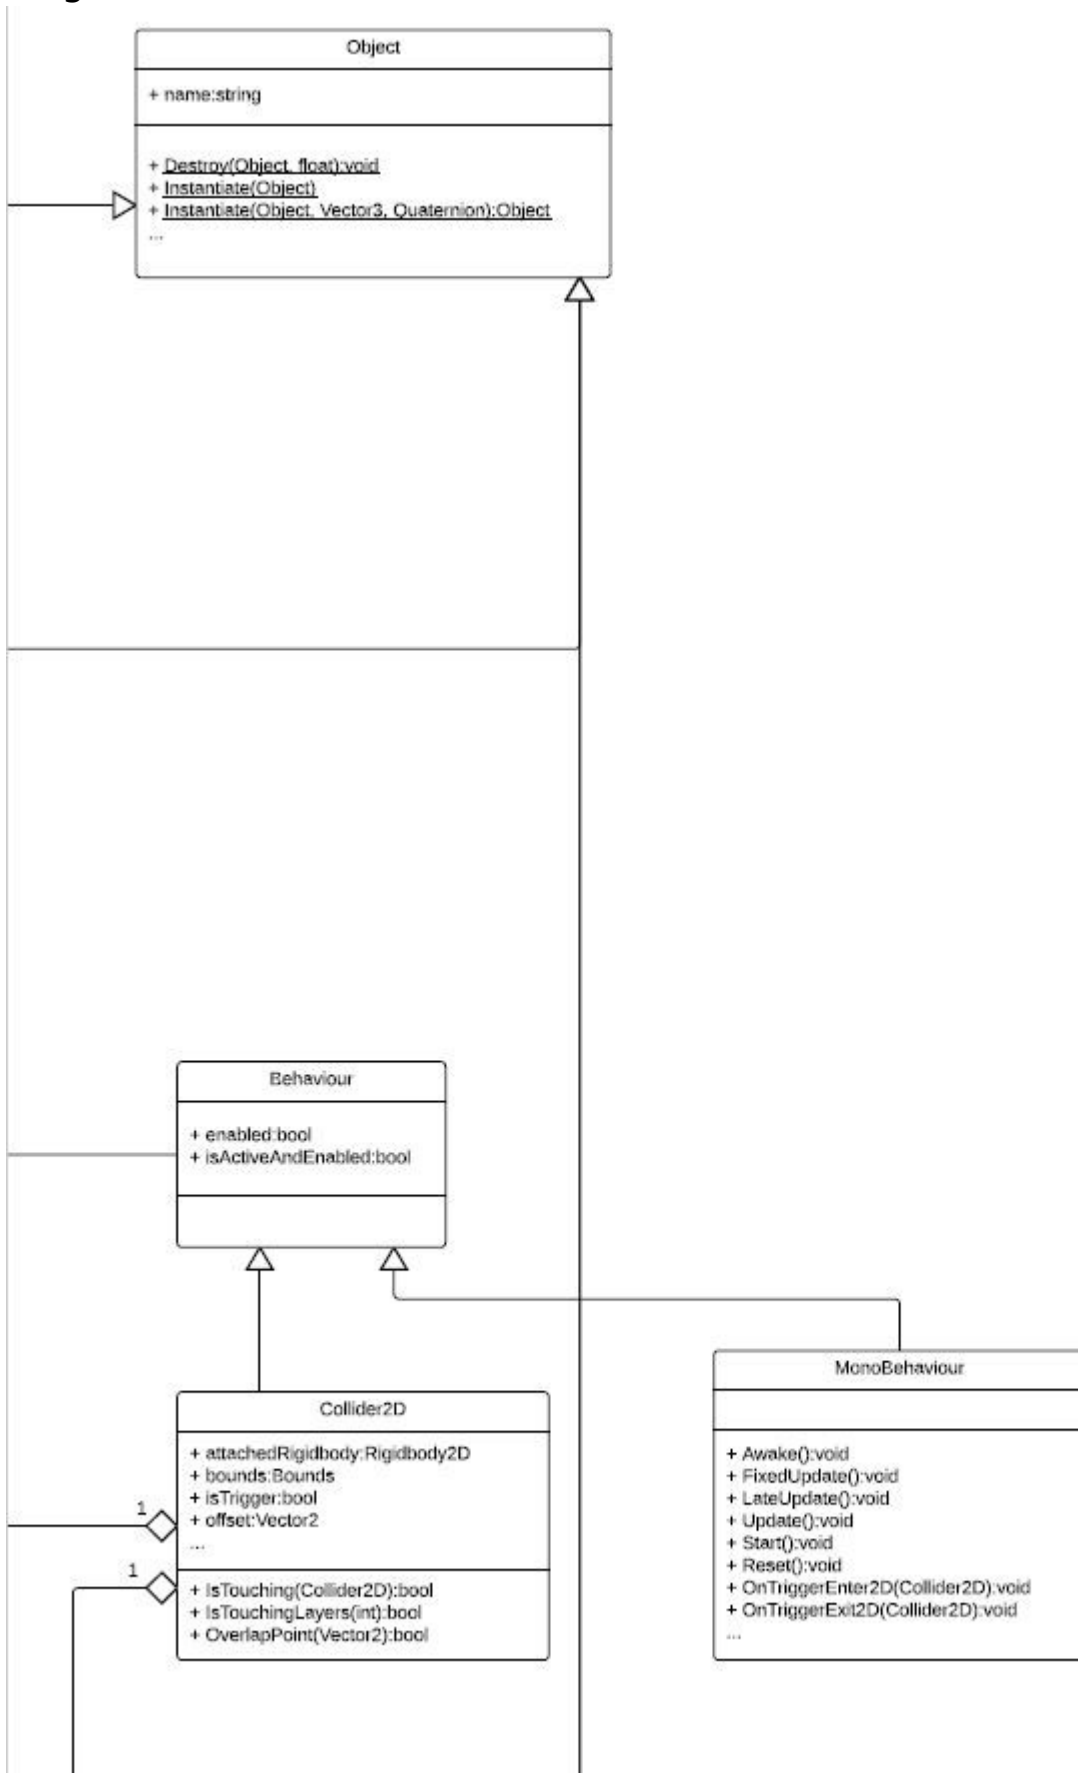 Object
+ name:string
+ Destroy(Object, float):void
+ Instantiate(Object)
+ Instantiate(Object, Vector3, Quaternion):Object
...
Behaviour
+ enabled:bool
+ isActiveAndEnabled:bool
Collider2D
+ attachedRigidbody:Rigidbody2D
+ bounds:Bounds
+ isTrigger:bool
+ offset:Vector2
...
+ IsTouching(Collider2D):bool
+ IsTouchingLayers(int):bool
+ OverlapPoint(Vector2):bool
1
1
MonoBehaviour
+ Awake():void
+ FixedUpdate():void
+ LateUpdate():void
+ Update():void
+ Start():void
+ Reset():void
+ OnTriggerEnter2D(Collider2D):void
+ OnTriggerExit2D(Collider2D):void
...